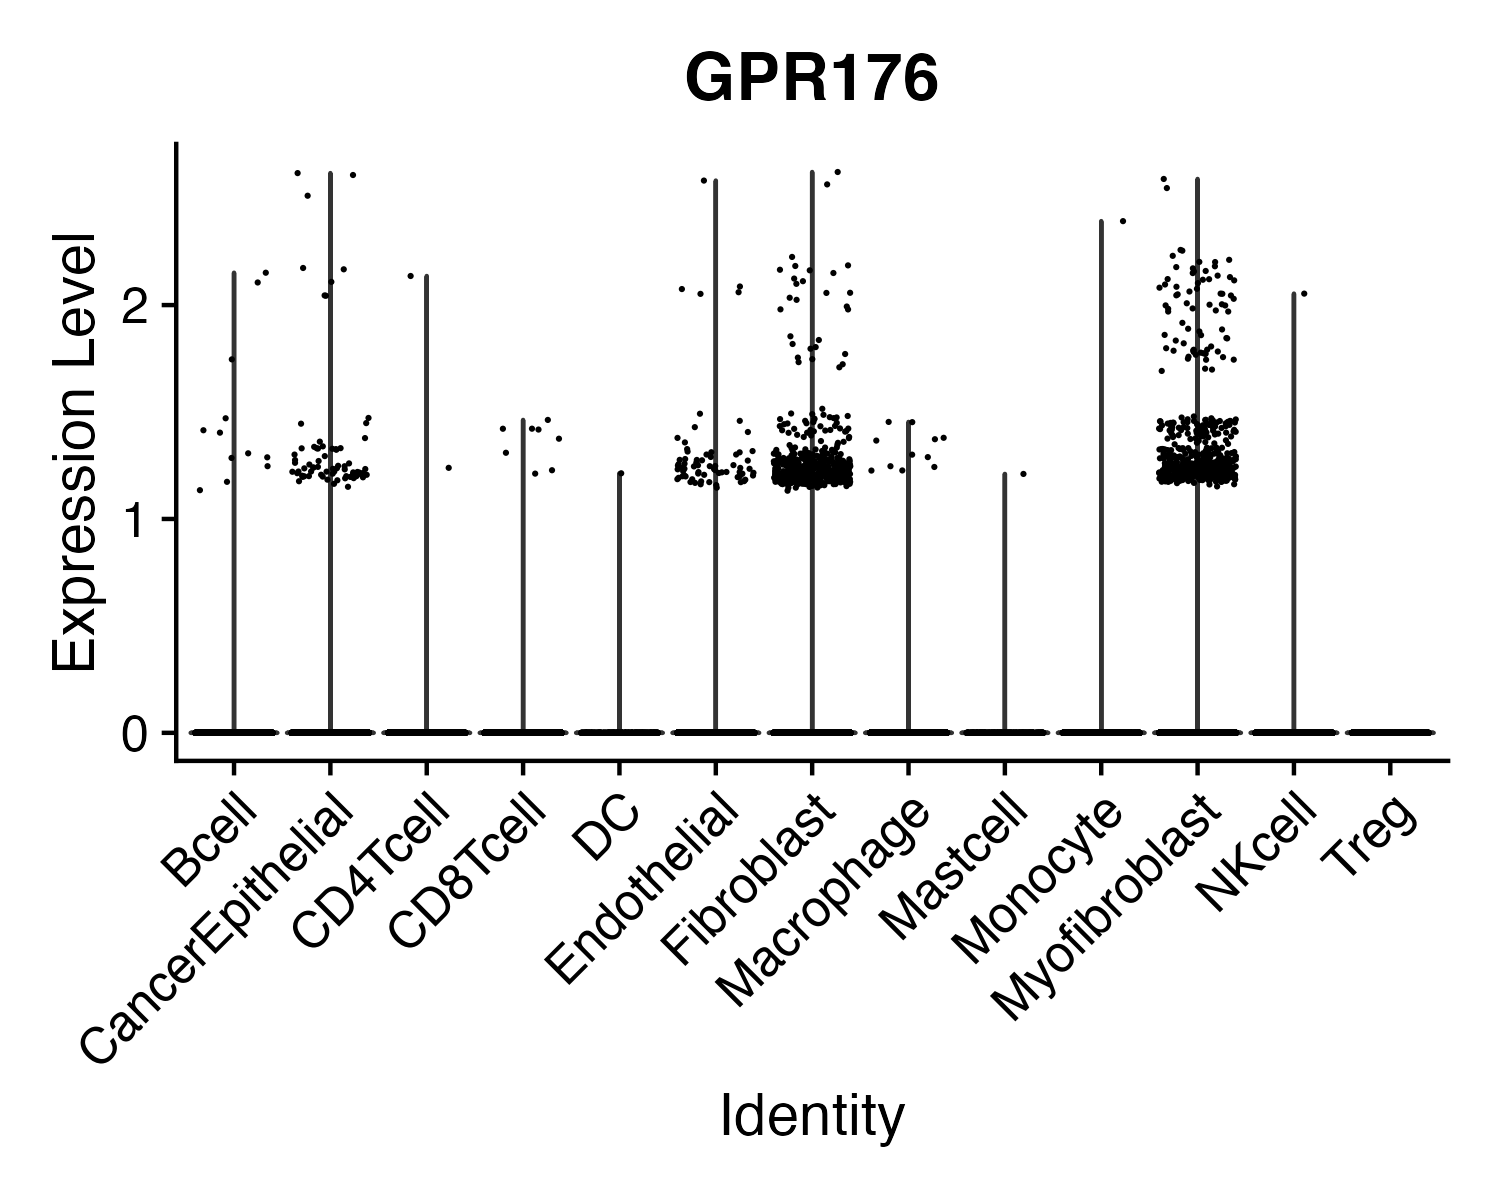 GPR176
Expression Level
2
1
0
Bcell
CancerEpithelial
CD4Tcell
CD8Tcell
DC
Endothelial
Fibroblast
Macrophage
Mastcell
Monocyte
Myofibroblast
NKcell
Treg
Identity